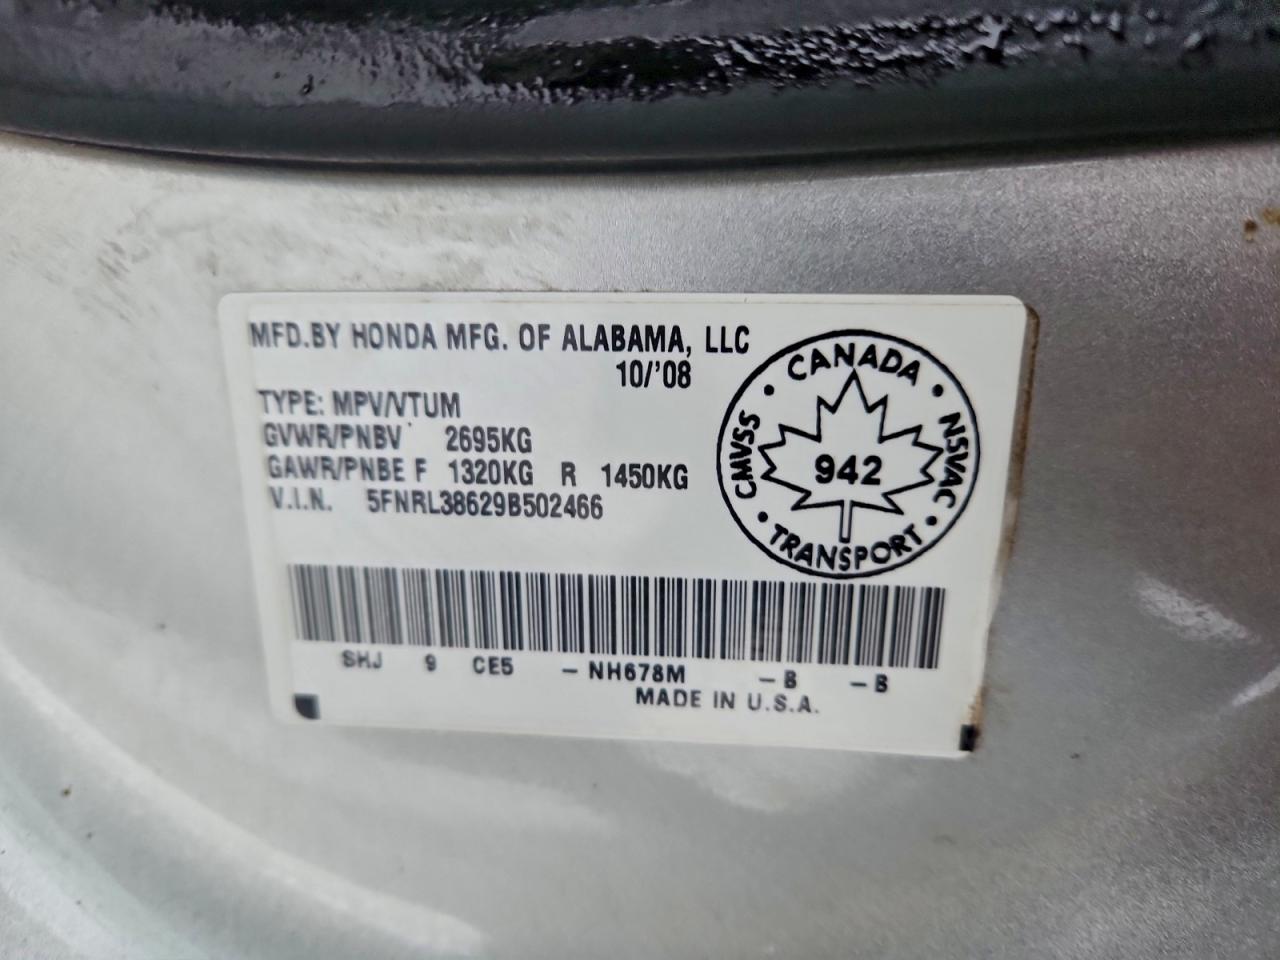 MFD.BY HONDA MFG. OF ALABAMA, LLC
10/'08
TYPE: MPV/VTUM
GVWR/PNBV 2695KG
GAWR/PNBE F 1320KG R 1450KG
V.I.N. 5FNRL38629B502466
CANADA
CMVSS
NSVAC
942
TRANSPORT
SHJ 9 CE5 -NH678M -B -B
MADE IN U.S.A.